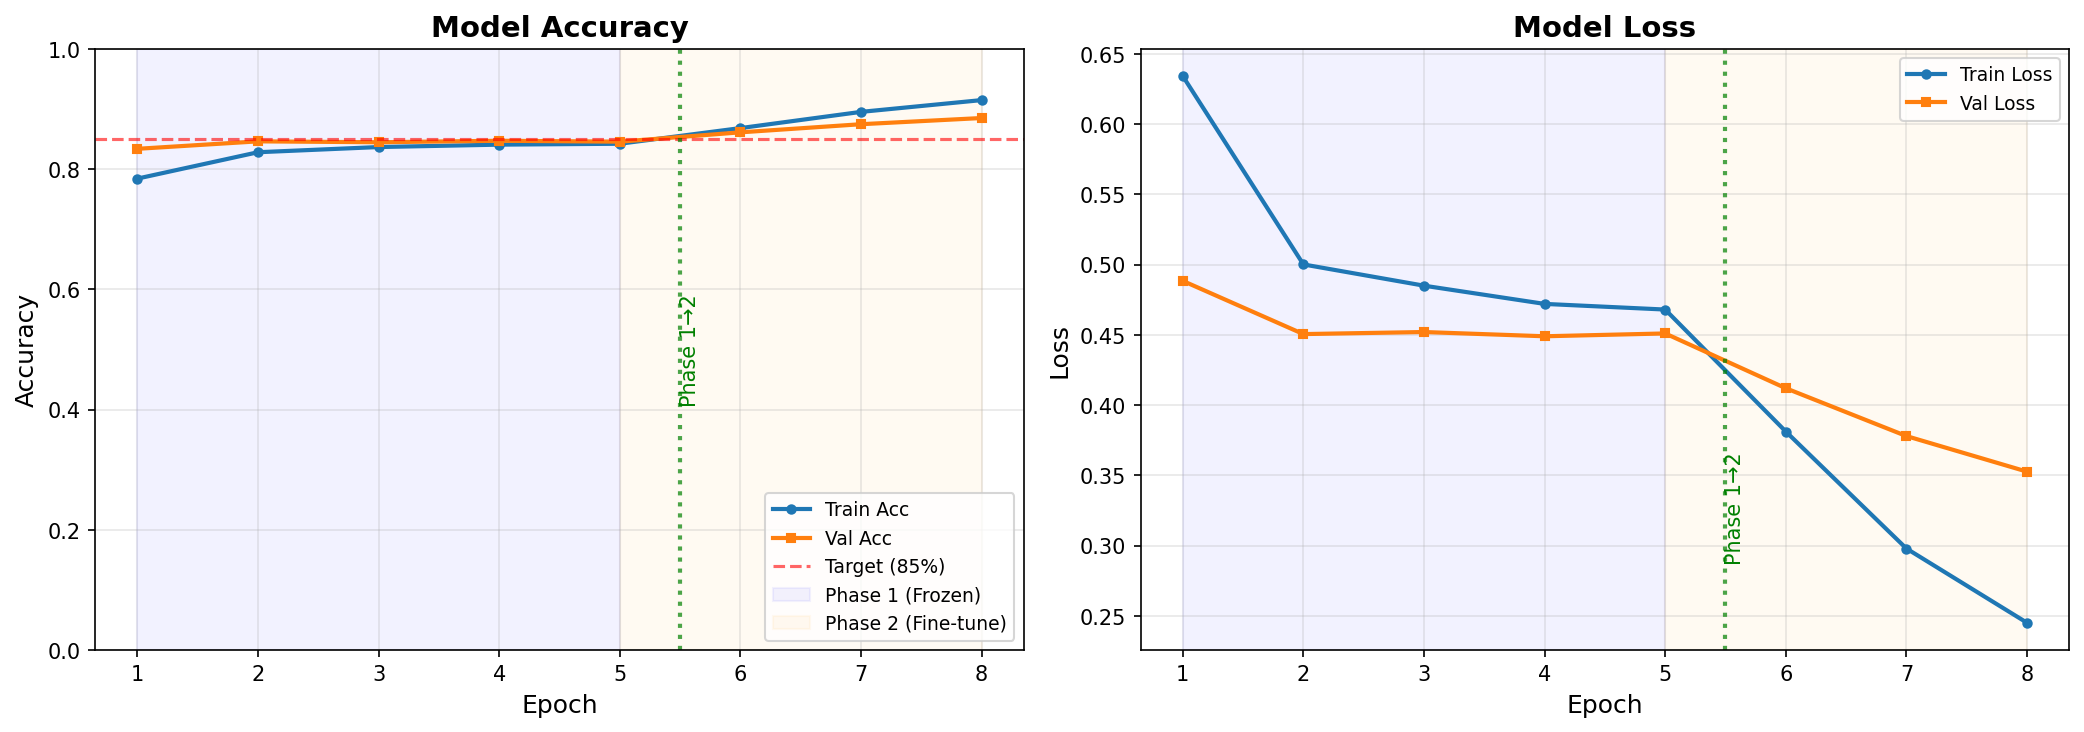 Model Accuracy
1.0
0.8
0.6
0.4
0.2
0.0
Accuracy
Phase 1→2
Train Acc
Val Acc
Target (85%)
Phase 1 (Frozen)
Phase 2 (Fine-tune)
1 2 3 4 5 6 7 8
Epoch
Model Loss
0.65
0.60
0.55
0.50
0.45
0.40
0.35
0.30
0.25
Loss
Train Loss
Val Loss
Phase 1→2
1 2 3 4 5 6 7 8
Epoch